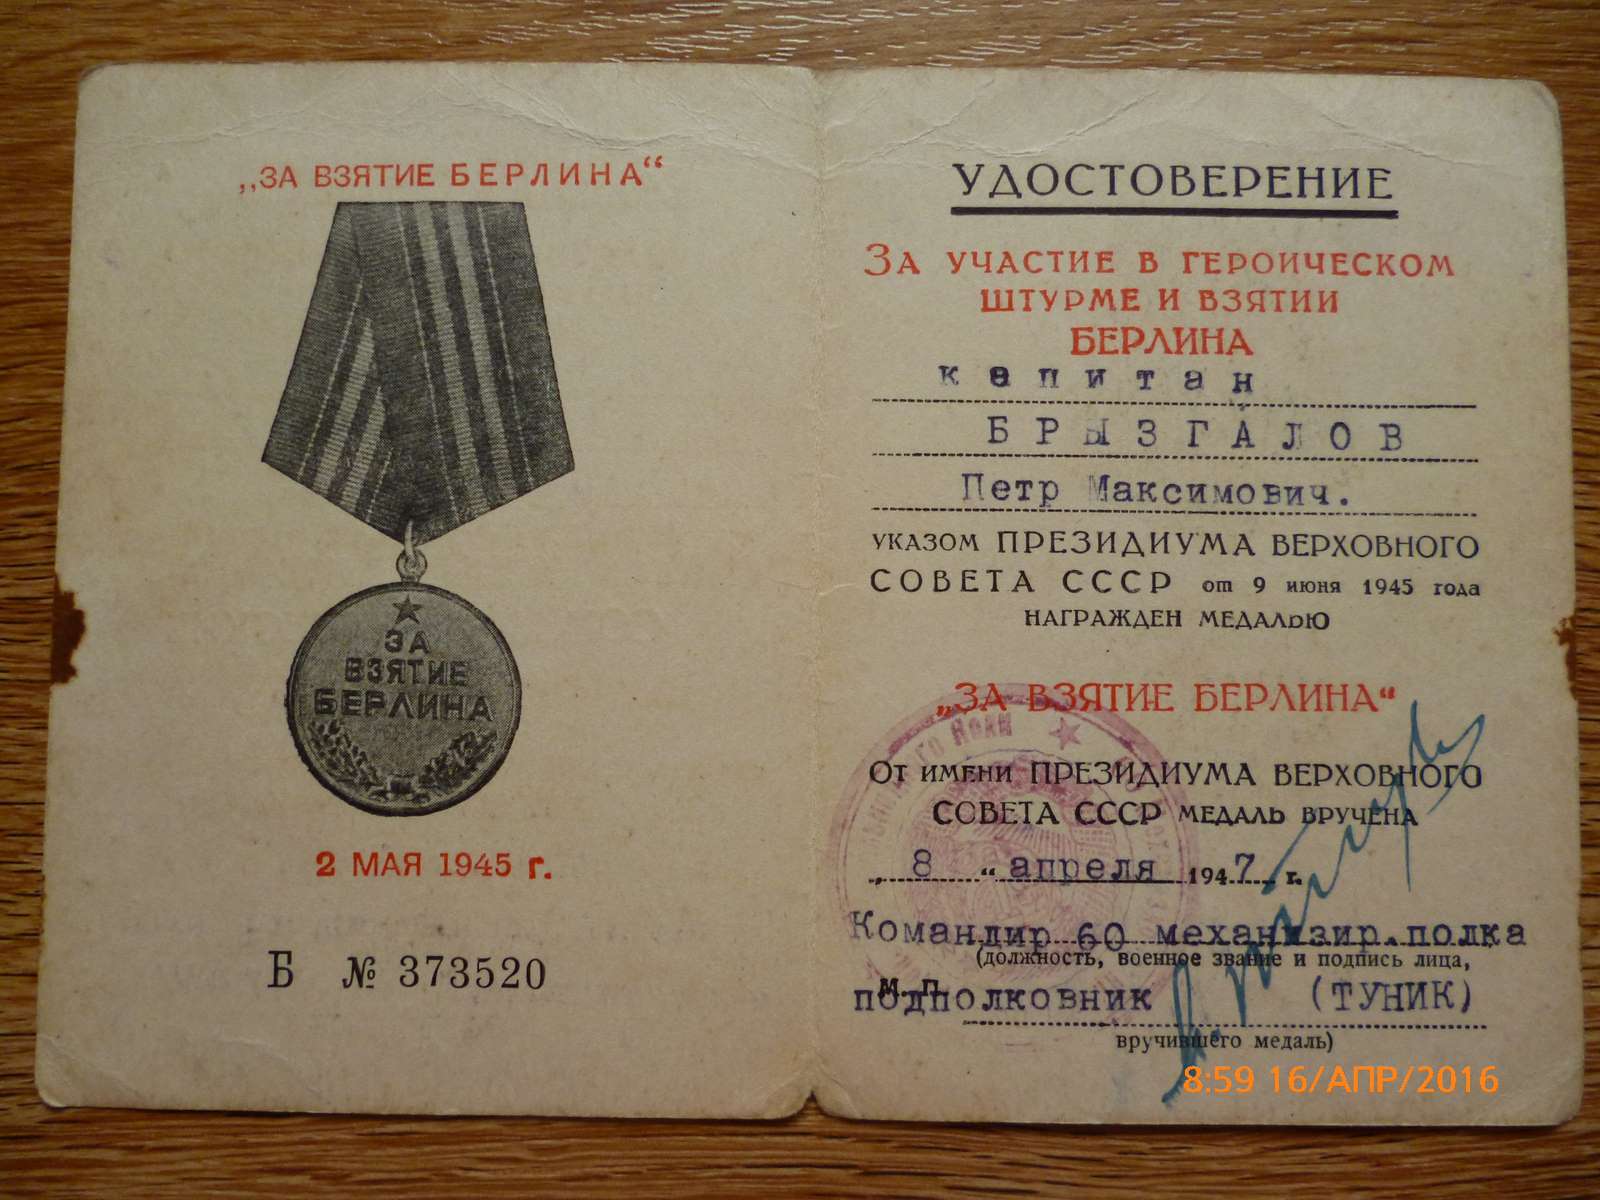 „ЗА ВЗЯТИЕ БЕРЛИНА“
ЗА
ВЗЯТИЕ
БЕРЛИНА
2 МАЯ 1945 г.
Б № 373520
УДОСТОВЕРЕНИЕ
ЗА УЧАСТИЕ В ГЕРОИЧЕСКОМ
ШТУРМЕ И ВЗЯТИИ
БЕРЛИНА
капитан
БРЫЗГАЛОВ
Петр Максимович.
УКАЗОМ ПРЕЗИДИУМА ВЕРХОВНОГО
СОВЕТА СССР от 9 июня 1945 года
НАГРАЖДЕН МЕДАЛЬЮ
„ЗА ВЗЯТИЕ БЕРЛИНА“
ОТ ИМЕНИ ПРЕЗИДИУМА ВЕРХОВНОГО
СОВЕТА СССР МЕДАЛЬ ВРУЧЕНА
„ 8 “ апреля 1947 г.
Командир 60 механизир.полка
(должность, военное звание и подпись лица,
М. П.
подполковник (ТУНИК)
вручившего медаль)
8:59 16/АПР/2016